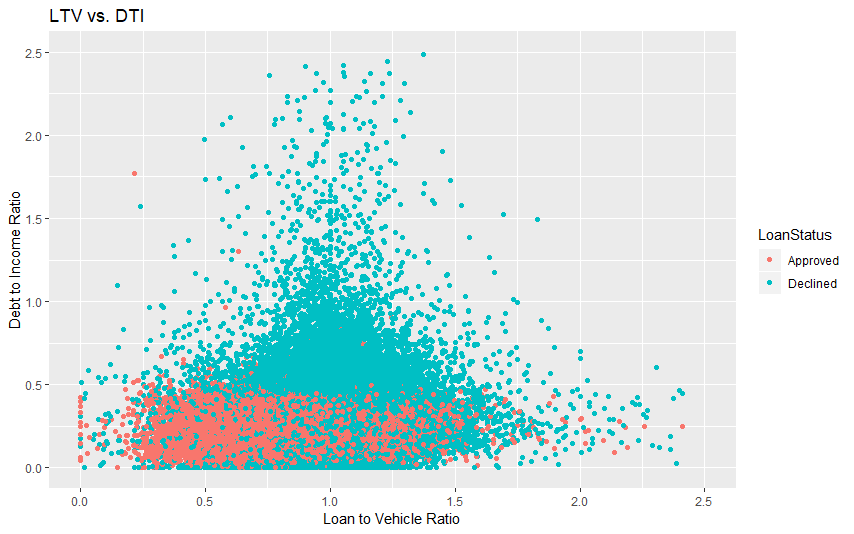 LTV vs. DTI
Debt to Income Ratio
2.5
2.0
1.5
1.0
0.5
0.0
0.0 0.5 1.0 1.5 2.0 2.5
Loan to Vehicle Ratio
LoanStatus
Approved
Declined